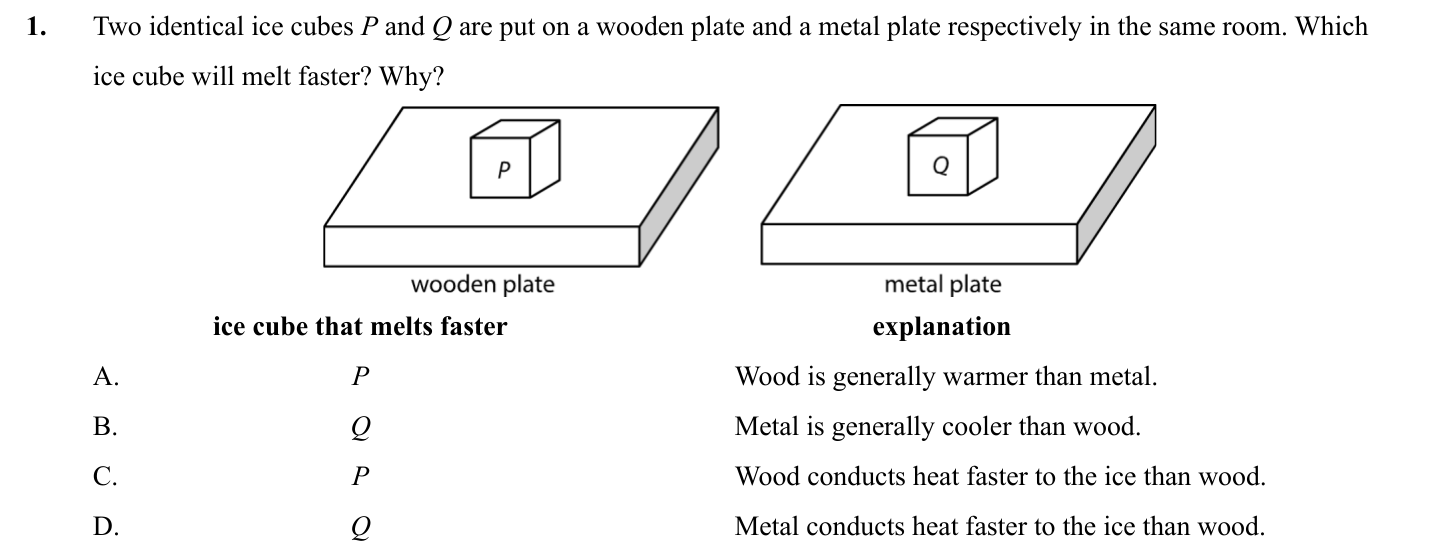 1. Two identical ice cubes P and Q are put on a wooden plate and a metal plate respectively in the same room. Which
ice cube will melt faster? Why?
P
Q
wooden plate
metal plate
ice cube that melts faster explanation
A. P Wood is generally warmer than metal.
B. Q Metal is generally cooler than wood.
C. P Wood conducts heat faster to the ice than wood.
D. Q Metal conducts heat faster to the ice than wood.